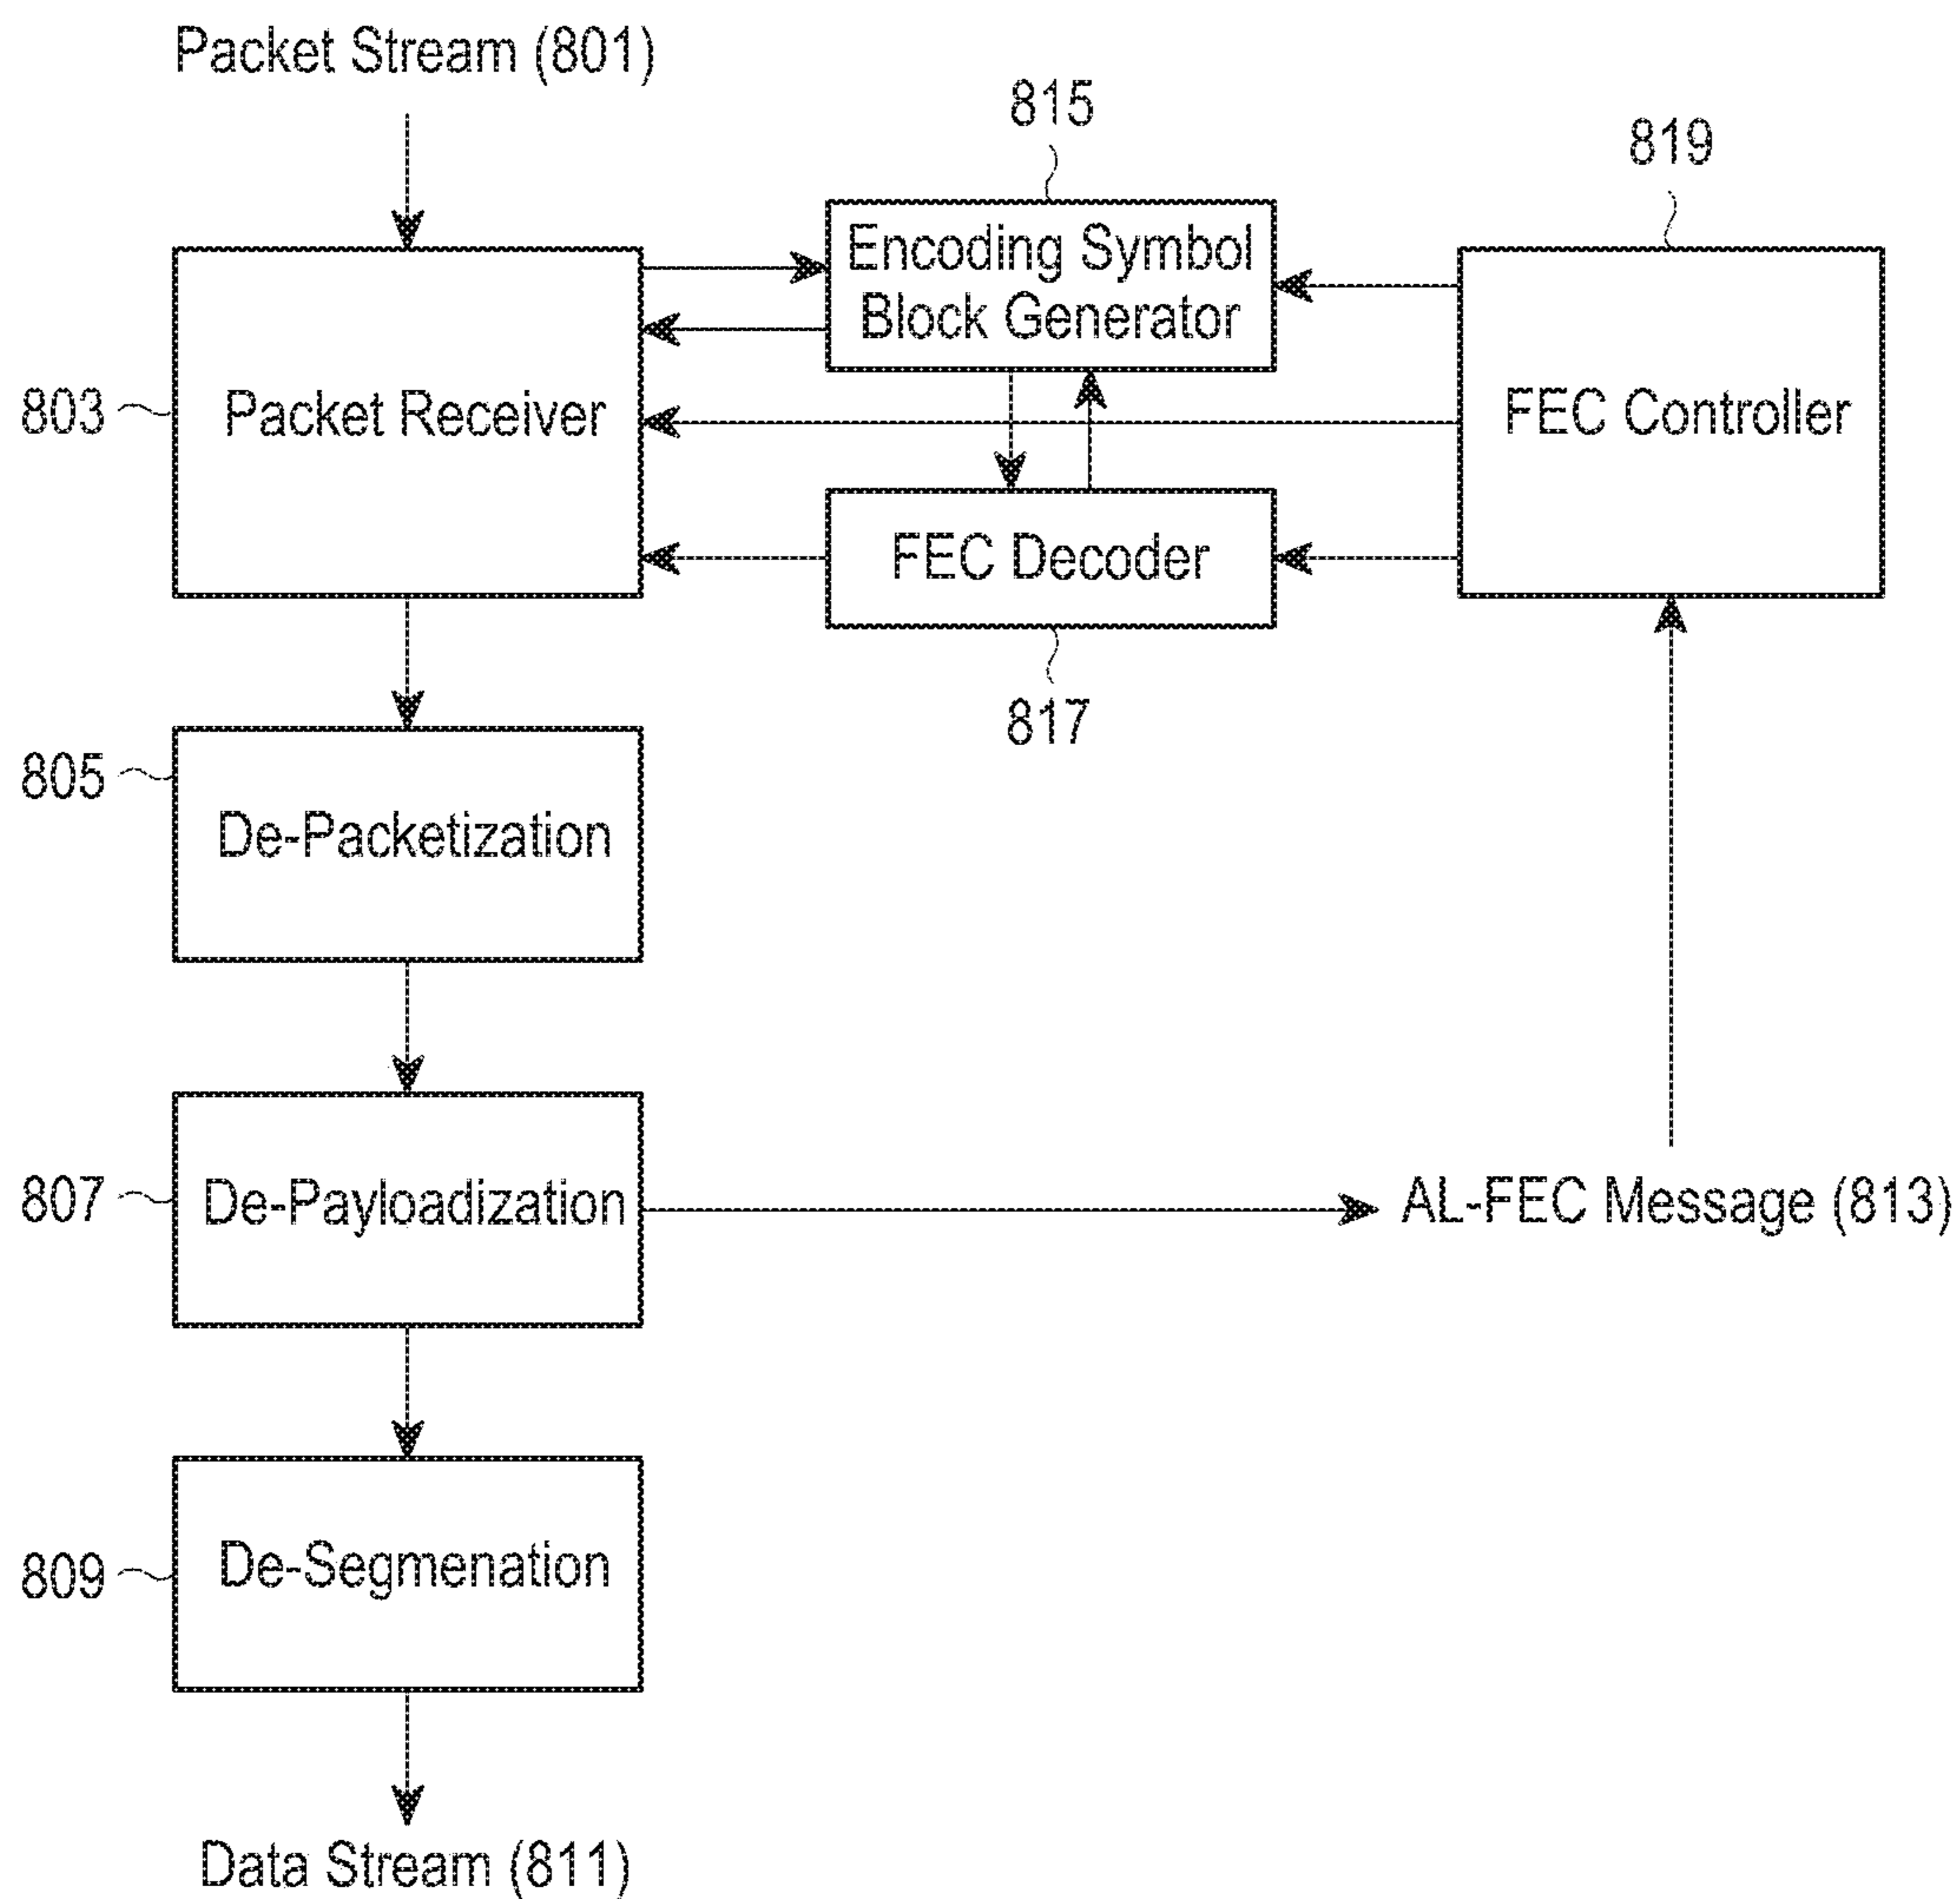 Packet Stream (801)
815
819
Encoding Symbol
Block Generator
803
Packet Receiver
FEC Controller
FEC Decoder
817
805
De-Packetization
807
De-Payloadization
AL-FEC Message (813)
809
De-Segmenation
Data Stream (811)